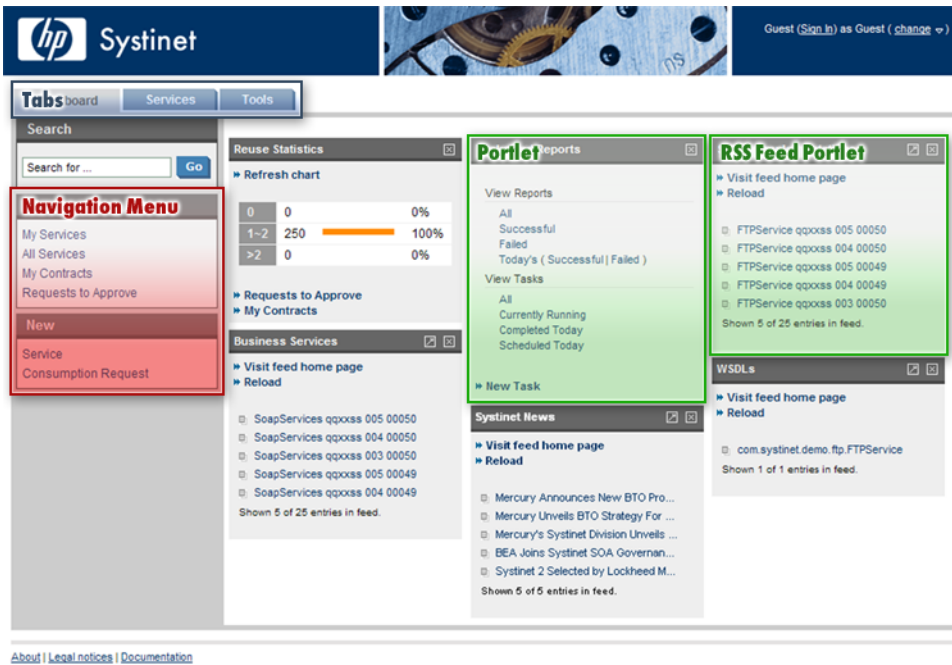 hp Systinet
Guest (Sign In) as Guest ( change )
Tabs board Services Tools
Search
Search for ... Go
Navigation Menu
My Services
All Services
My Contracts
Requests to Approve
New
Service
Consumption Request
Reuse Statistics
Refresh chart
0 0 0%
1~2 250 100%
>2 0 0%
Requests to Approve
My Contracts
Business Services
Visit feed home page
Reload
SoapServices qqxxss 005 00050
SoapServices qqxxss 004 00050
SoapServices qqxxss 003 00050
SoapServices qqxxss 005 00049
SoapServices qqxxss 004 00049
Shown 5 of 25 entries in feed.
Portlet Reports
View Reports
All
Successful
Failed
Today's ( Successful | Failed )
View Tasks
All
Currently Running
Completed Today
Scheduled Today
New Task
Systinet News
Visit feed home page
Reload
Mercury Announces New BTO Pro...
Mercury Unveils BTO Strategy For ...
Mercury's Systinet Division Unveils ...
BEA Joins Systinet SOA Governan...
Systinet 2 Selected by Lockheed M...
Shown 5 of 5 entries in feed.
RSS Feed Portlet
Visit feed home page
Reload
FTPService qqxxss 005 00050
FTPService qqxxss 004 00050
FTPService qqxxss 005 00049
FTPService qqxxss 004 00049
FTPService qqxxss 003 00050
Shown 5 of 25 entries in feed.
WSDLs
Visit feed home page
Reload
com.systinet.demo.ftp.FTPService
Shown 1 of 1 entries in feed.
About | Legal notices | Documentation